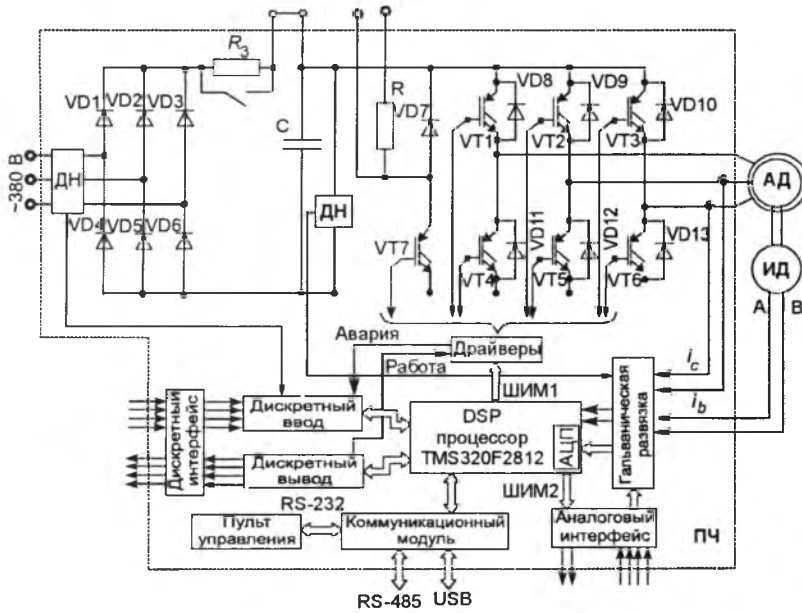 R3
R
VD8
VD9
VD1
VD2
VD3
VD7
VD10
C
VT1
VT2
VT3
~380 В
ДН
АД
ДН
VD4
VD5
VD6
VD11
VD12
VD13
VT7
ИД
VT4
VT5
VT6
А
В
Авария
Драйверы
ic
Работа
ШИМ1
Дискретный
интерфейс
Дискретный
ввод
DSP
процессор
TMS320F2812
АЦП
Гальваническая
развязка
ib
Дискретный
вывод
RS-232
ШИМ2
Пульт
управления
Коммуникационный
модуль
Аналоговый
интерфейс
ПЧ
RS-485
USB